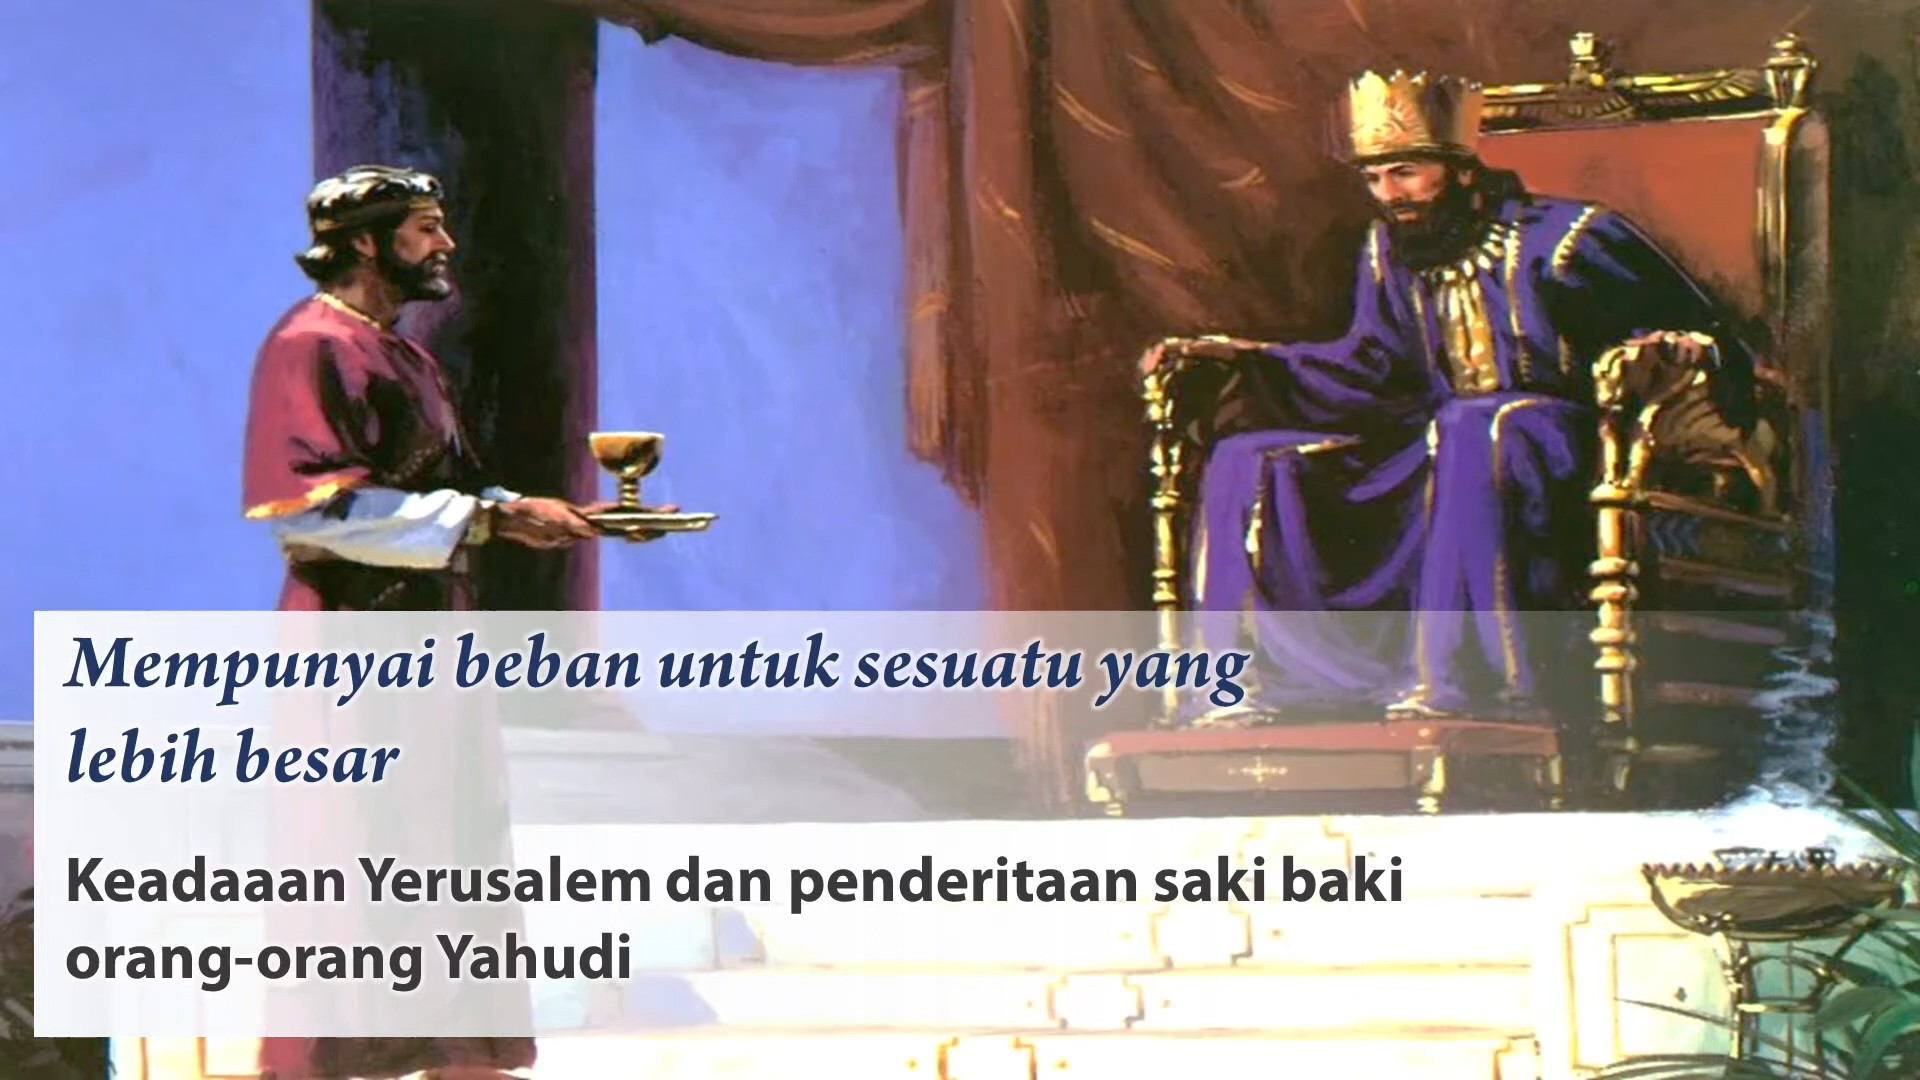 Mempunyai beban untuk sesuatu yang
lebih besar
Keadaaan Yerusalem dan penderitaan saki baki
orang-orang Yahudi